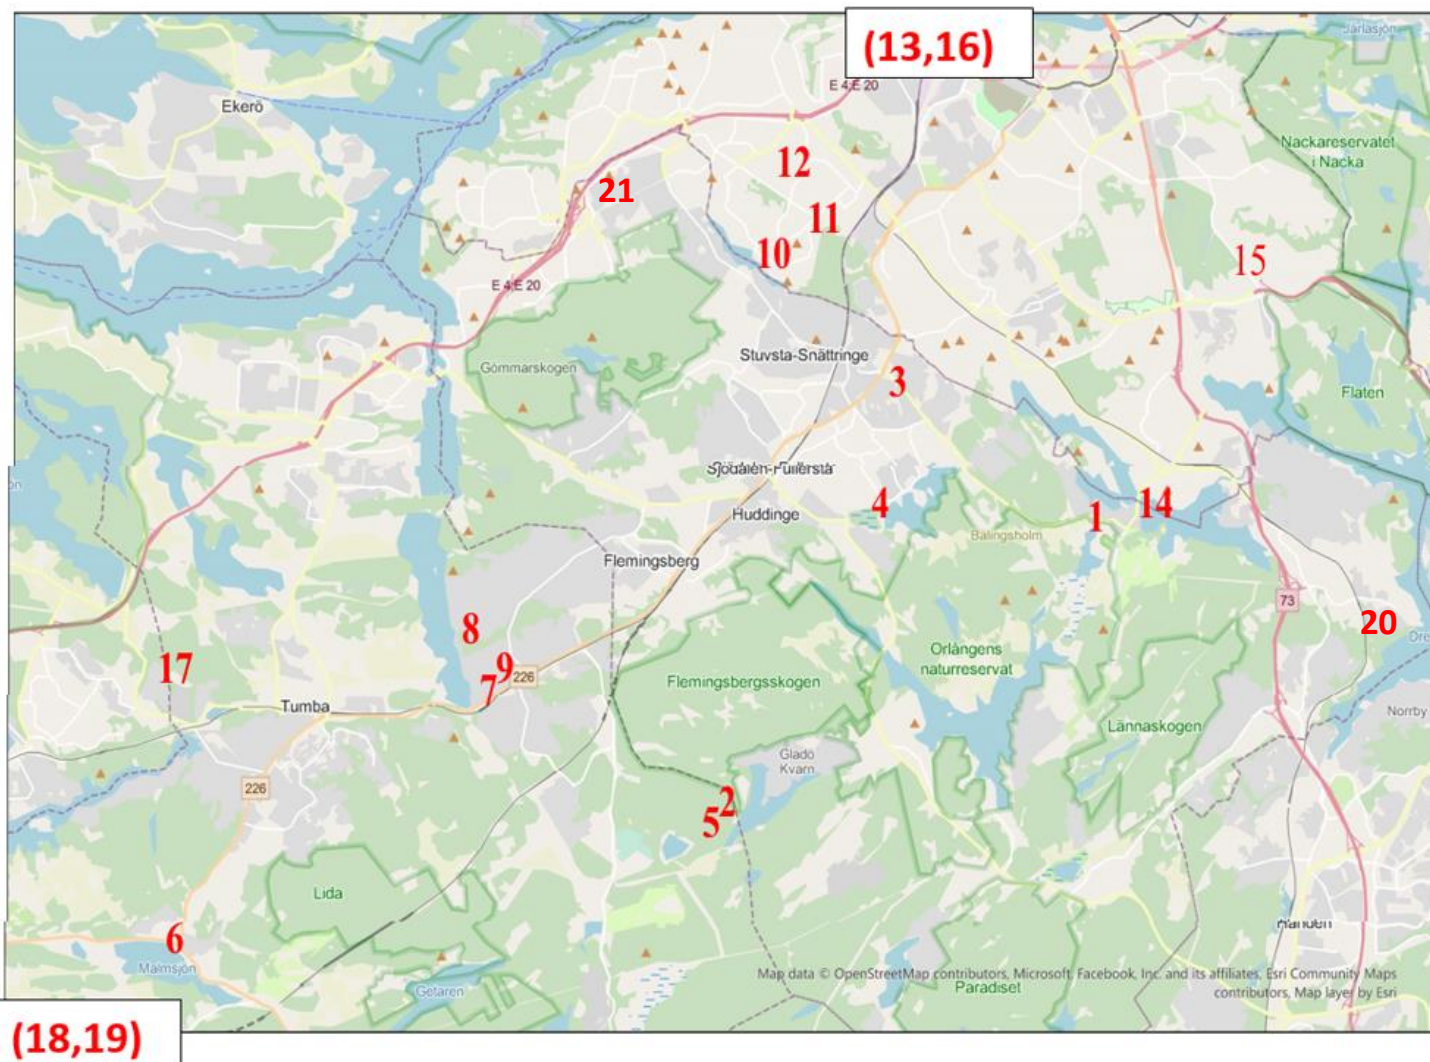 (13,16)
Järlasjön
E 4;E 20
Ekerö
Nackareservatet
i Nacka
12
21
11
10
15
E 4;E 20
Stuvsta-Snättringe
Gömmarskogen
3
Flaten
Huddinge
4
1
14
Balingsholm
Flemingsberg
73
20
Dre
8
Orlångens
naturreservat
17
9
7
226
Flemingsbergsskogen
Tumba
Norrby
Lännaskogen
Gladö
Kvarn
226
2
5
Lida
6
Malmsjön
Getaren
Map data © OpenStreetMap contributors, Microsoft, Facebook, Inc. and its affiliates, Esri Community Maps
contributors, Map layer by Esri
Paradiset
(18,19)